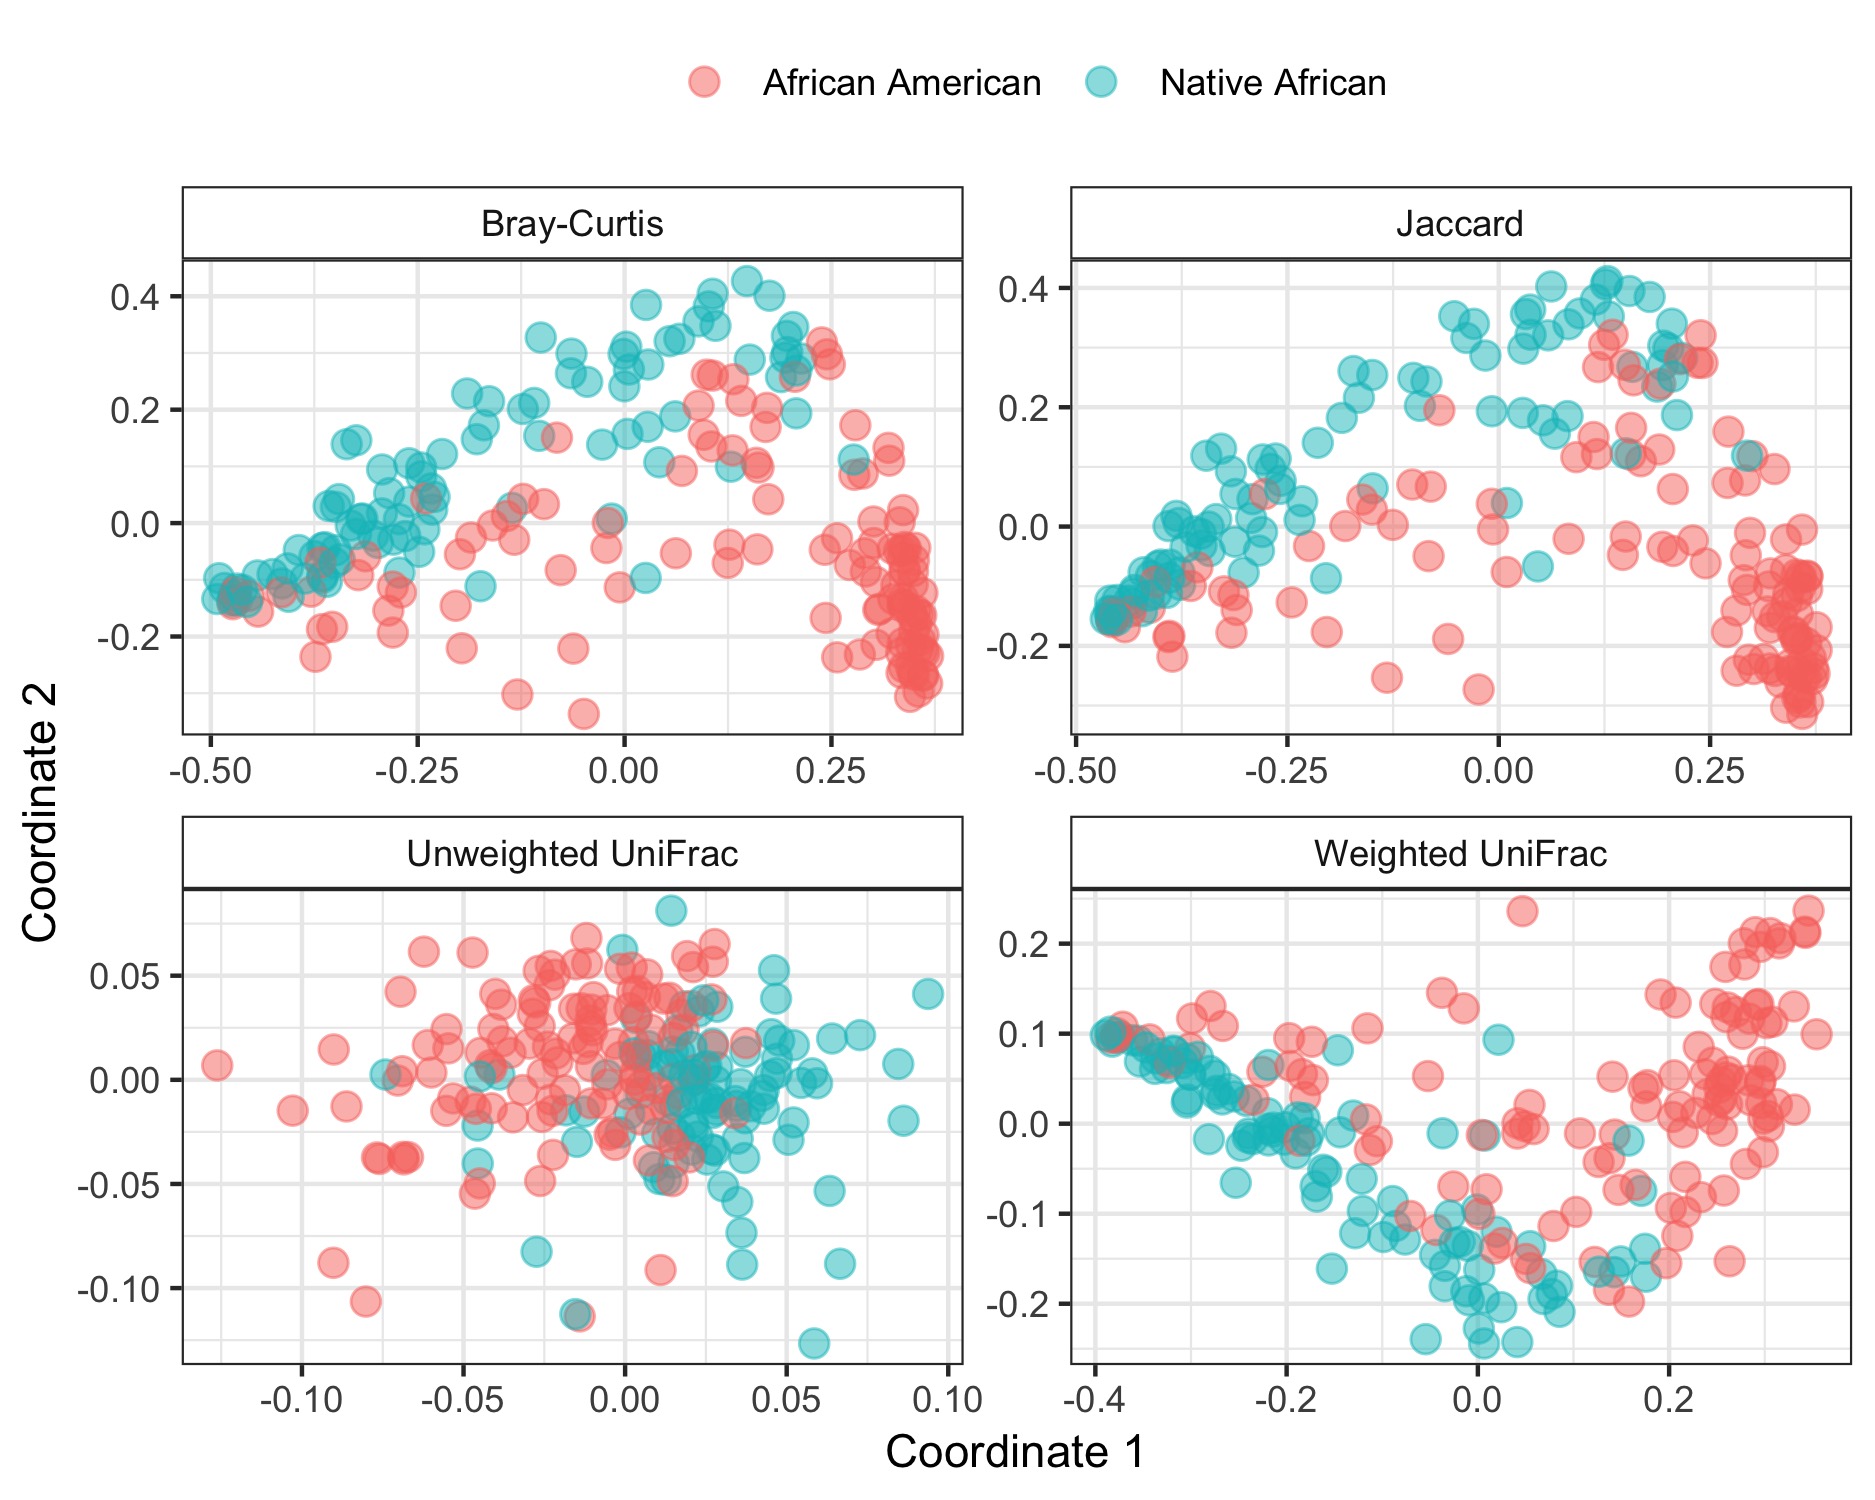 African American Native African
Bray-Curtis Jaccard
0.4
0.2
0.0
-0.2
-0.50 -0.25 0.00 0.25
0.4
0.2
0.0
-0.2
-0.50 -0.25 0.00 0.25
Coordinate 2
Unweighted UniFrac Weighted UniFrac
0.05
0.00
-0.05
-0.10
-0.10 -0.05 0.00 0.05 0.10
0.2
0.1
0.0
-0.1
-0.2
-0.4 -0.2 0.0 0.2
Coordinate 1